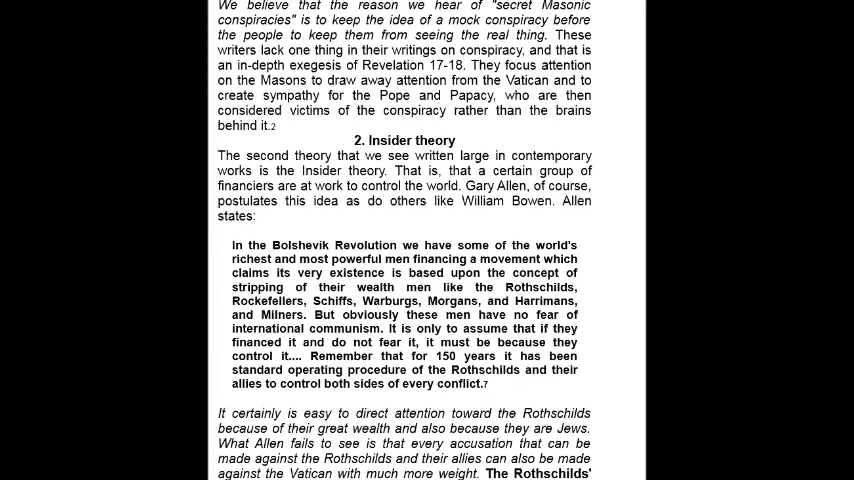 We believe that the reason we hear of "secret Masonic
conspiracies" is to keep the idea of a mock conspiracy before
the people to keep them from seeing the real thing. These
writers lack one thing in their writings on conspiracy, and that is
an in-depth exegesis of Revelation 17-18. They focus attention
on the Masons to draw away attention from the Vatican and to
create sympathy for the Pope and Papacy, who are then
considered victims of the conspiracy rather than the brains
behind it.2
2. Insider theory
The second theory that we see written large in contemporary
works is the Insider theory. That is, that a certain group of
financiers are at work to control the world. Gary Allen, of course,
postulates this idea as do others like William Bowen. Allen
states:
In the Bolshevik Revolution we have some of the world's
richest and most powerful men financing a movement which
claims its very existence is based upon the concept of
stripping of their wealth men like the Rothschilds,
Rockefellers, Schiffs, Warburgs, Morgans, and Harrimans,
and Milners. But obviously these men have no fear of
international communism. It is only to assume that if they
financed it and do not fear it, it must be because they
control it.... Remember that for 150 years it has been
standard operating procedure of the Rothschilds and their
allies to control both sides of every conflict.7
It certainly is easy to direct attention toward the Rothschilds
because of their great wealth and also because they are Jews.
What Allen fails to see is that every accusation that can be
made against the Rothschilds and their allies can also be made
against the Vatican with much more weight. The Rothschilds'